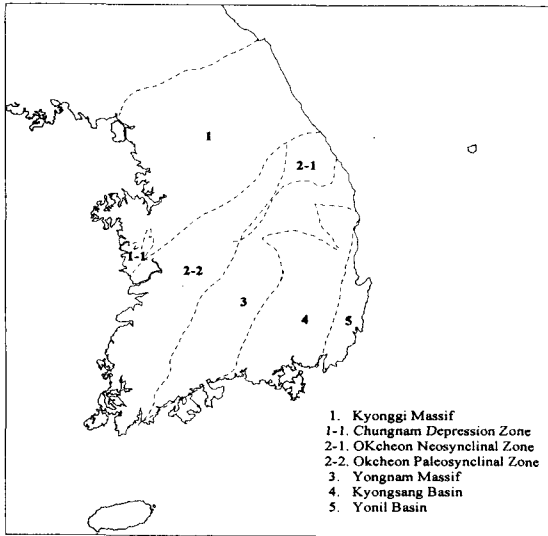 1
2-1
1-1
2-2
3
4
5
1. Kyonggi Massif
1-1. Chungnam Depression Zone
2-1. OKcheon Neosynclinal Zone
2-2. Okcheon Paleosynclinal Zone
3. Yongnam Massif
4. Kyongsang Basin
5. Yonil Basin